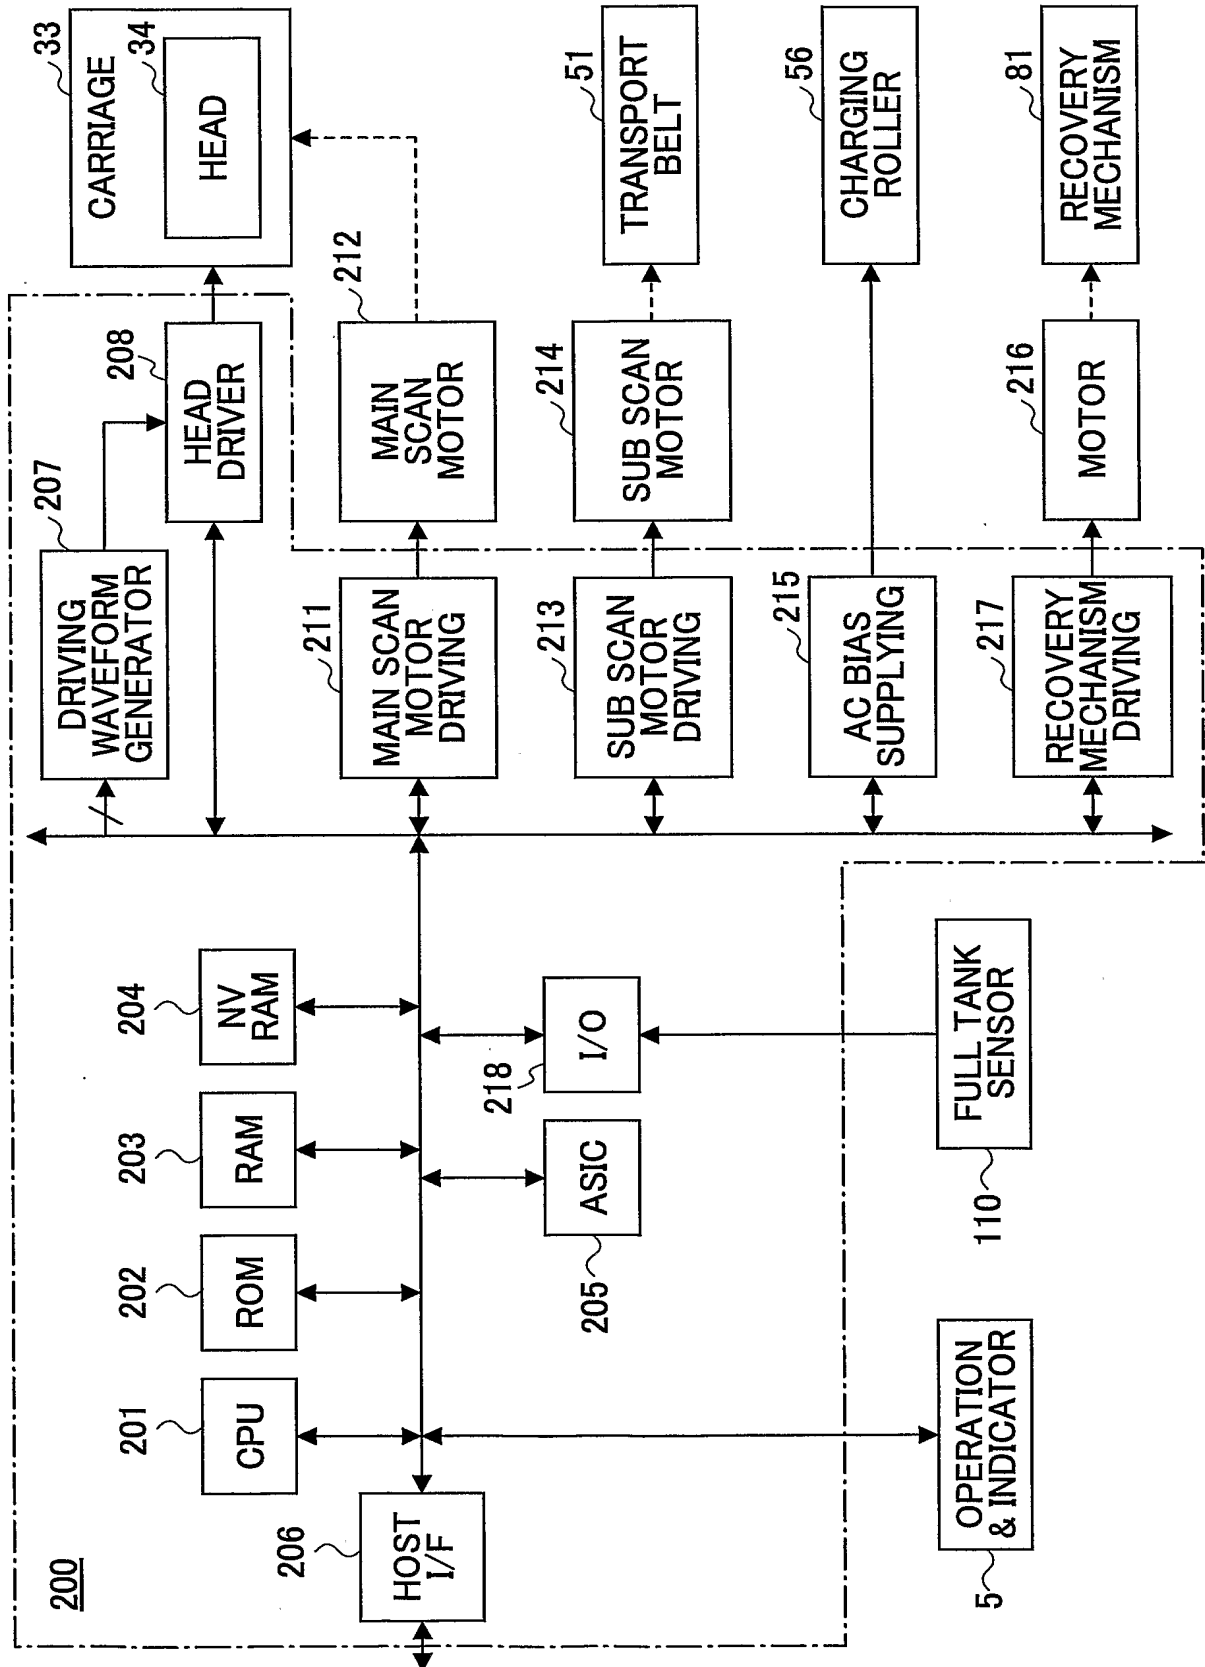 200
206
HOST
I/F
201
CPU
202
ROM
203
RAM
204
NV
RAM
205
ASIC
218
I/O
5
OPERATION
& INDICATOR
110
FULL TANK
SENSOR
207
DRIVING
WAVEFORM
GENERATOR
208
HEAD
DRIVER
33
CARRIAGE
34
HEAD
211
MAIN SCAN
MOTOR
DRIVING
212
MAIN
SCAN
MOTOR
213
SUB SCAN
MOTOR
DRIVING
214
SUB SCAN
MOTOR
51
TRANSPORT
BELT
215
AC BIAS
SUPPLYING
56
CHARGING
ROLLER
217
RECOVERY
MECHANISM
DRIVING
216
MOTOR
81
RECOVERY
MECHANISM